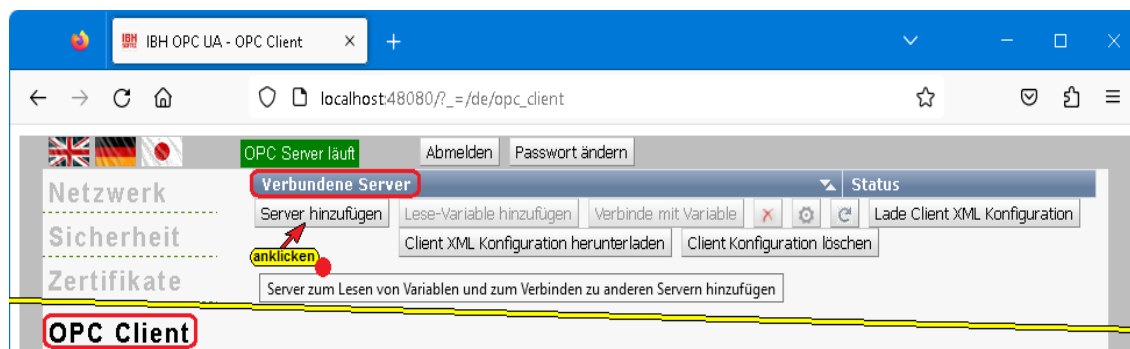 IBH OPC UA - OPC Client
localhost:48080/?_=/de/opc_client
OPC Server läuft Abmelden Passwort ändern
Netzwerk
Sicherheit
Zertifikate
OPC Client
Verbundene Server Status
Server hinzufügen Lese-Variable hinzufügen Verbinde mit Variable Lade Client XML Konfiguration
Client XML Konfiguration herunterladen Client Konfiguration löschen
anklicken
Server zum Lesen von Variablen und zum Verbinden zu anderen Servern hinzufügen